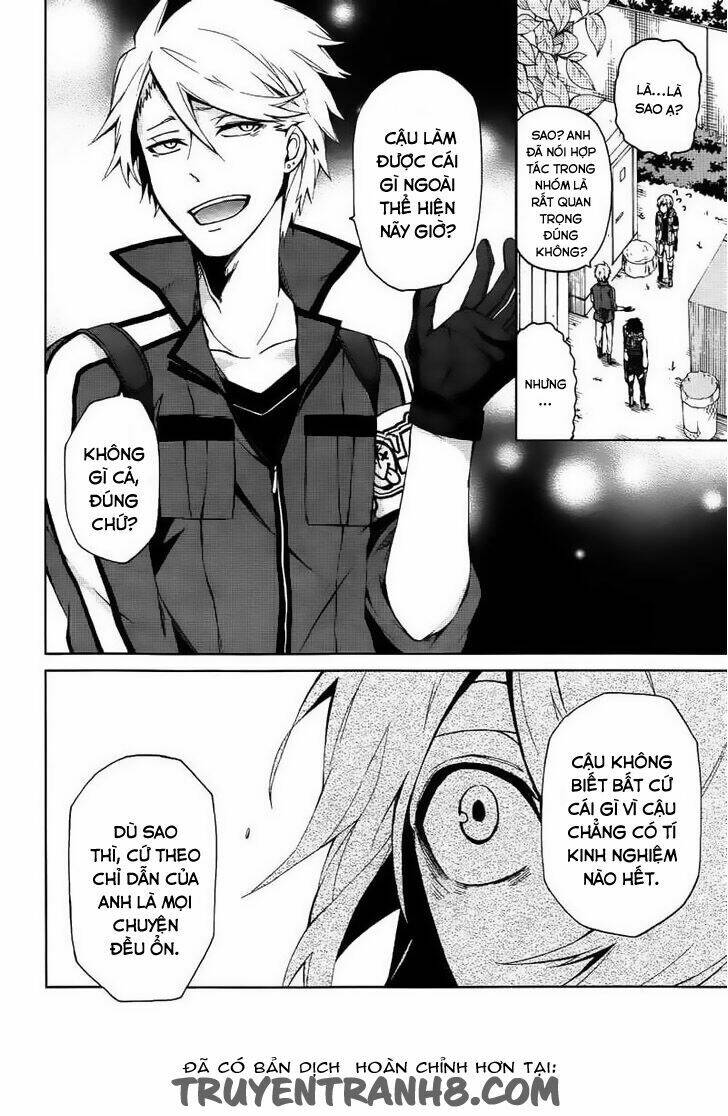 LÀ...LÀ
SAO Ạ?
SAO? ANH
ĐÃ NÓI HỢP
TÁC TRONG
NHÓM LÀ
RẤT QUAN
TRỌNG
ĐÚNG
KHÔNG?
NHƯNG
...
CẬU LÀM
ĐƯỢC CÁI
GÌ NGOÀI
THỂ HIỆN
NÃY GIỜ?
KHÔNG
GÌ CẢ,
ĐÚNG
CHỨ?
CẬU KHÔNG
BIẾT BẤT CỨ
CÁI GÌ VÌ CẬU
CHẲNG CÓ TÍ
KINH NGHIỆM
NÀO HẾT.
DÙ SAO
THÌ, CỨ THEO
CHỈ DẪN CỦA
ANH LÀ MỌI
CHUYỆN
ĐỀU ỔN.
ĐÃ CÓ BẢN DỊCH HOÀN CHỈNH HƠN TẠI:
TRUYENTRANH8.COM